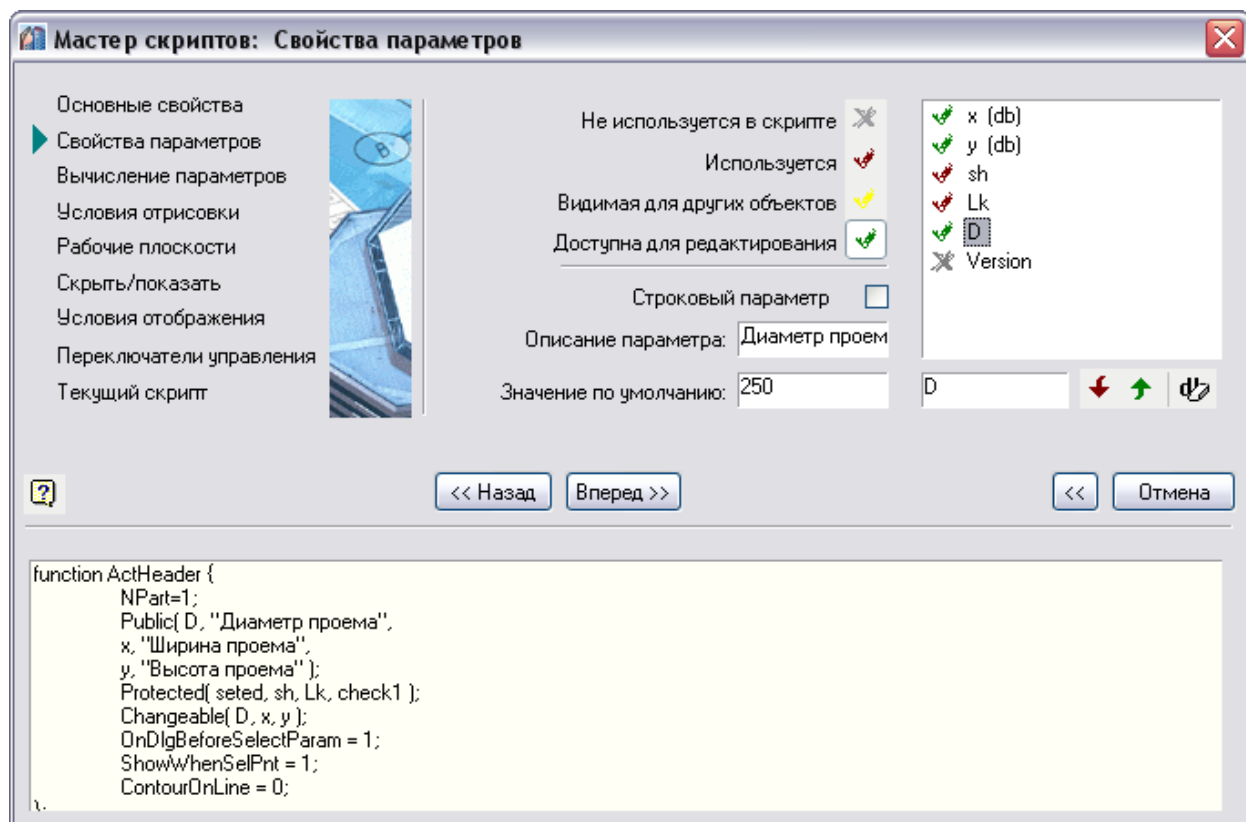 Мастер скриптов: Свойства параметров
Основные свойства
Свойства параметров
Вычисление параметров
Условия отрисовки
Рабочие плоскости
Скрыть/показать
Условия отображения
Переключатели управления
Текущий скрипт
Не используется в скрипте
Используется
Видимая для других объектов
Доступна для редактирования
Строковый параметр
Описание параметра: Диаметр проем
Значение по умолчанию: 250
x (db)
y (db)
sh
Lk
D
Version
D
<< Назад
Вперед >>
<<
Отмена
function ActHeader {
NPart=1;
Public( D, "Диаметр проема",
x, "Ширина проема",
y, "Высота проема" );
Protected( seted, sh, Lk, check1 );
Changeable( D, x, y );
OnDlgBeforeSelectParam = 1;
ShowWhenSelPnt = 1;
ContourOnLine = 0;